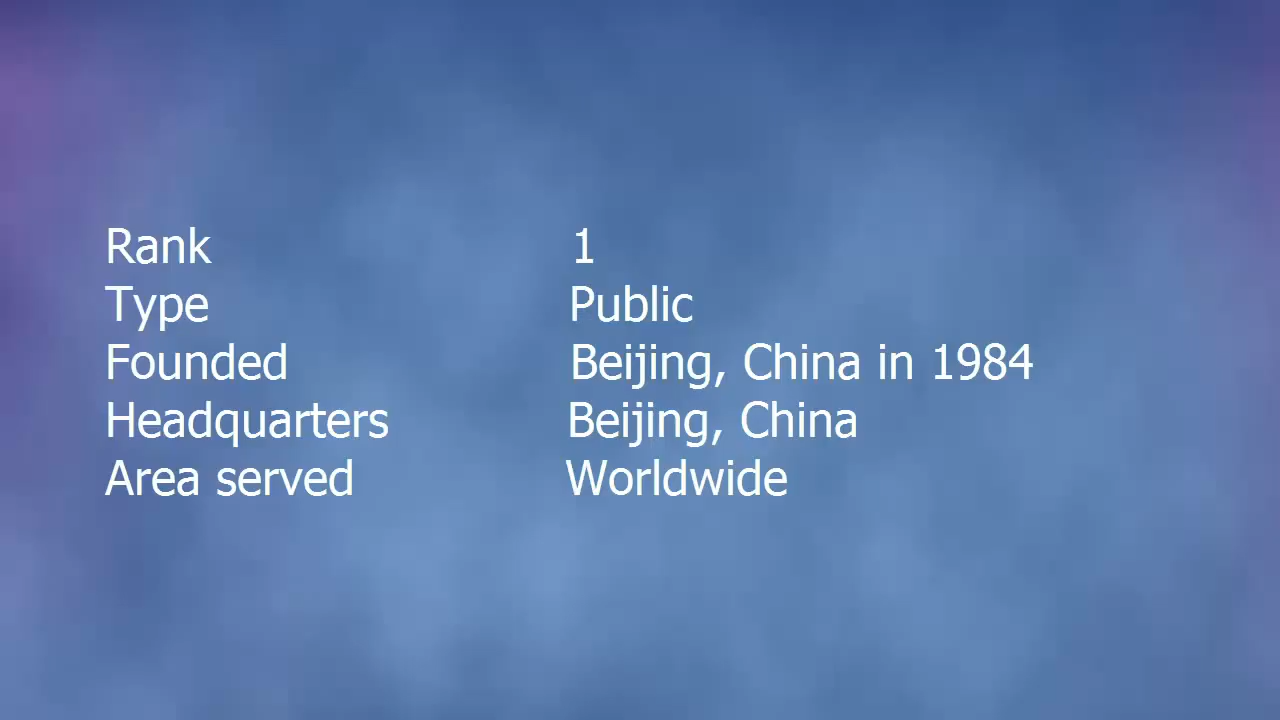 Rank 1
Type Public
Founded Beijing, China in 1984
Headquarters Beijing, China
Area served Worldwide